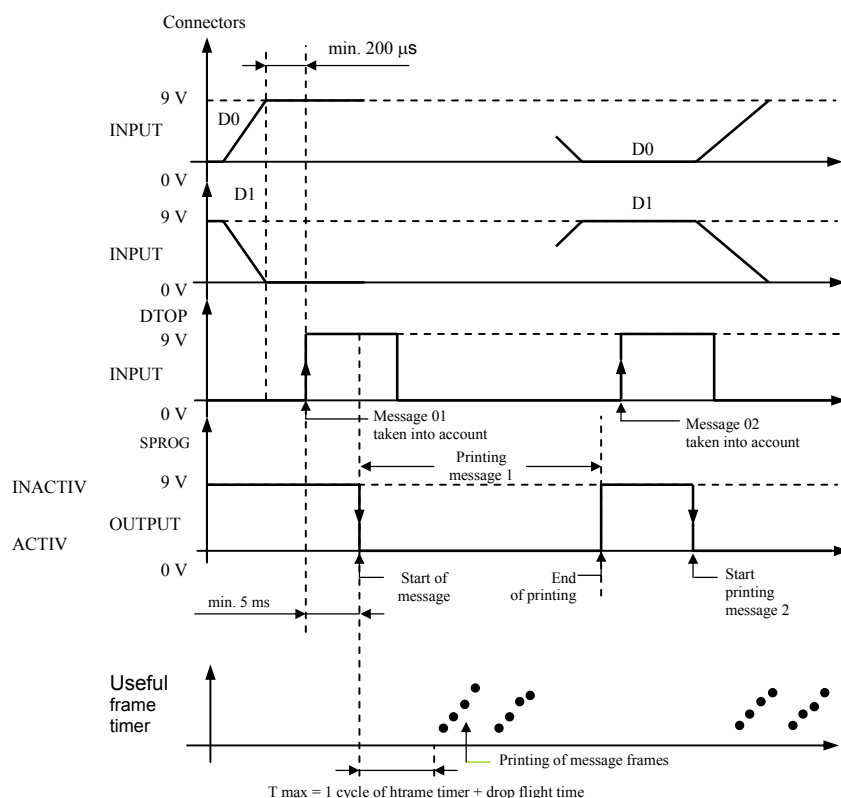 Connectors
min. 200 µs
9 V
D0
D0
INPUT
0 V
D1
D1
9 V
INPUT
0 V
DTOP
9 V
INPUT
0 V
Message 01
taken into account
Message 02
taken into account
SPROG
Printing
message 1
INACTIV
9 V
OUTPUT
ACTIV
0 V
Start of
message
End
of printing
Start
printing
message 2
min. 5 ms
Useful
frame
timer
Printing of message frames
T max = 1 cycle of htrame timer + drop flight time